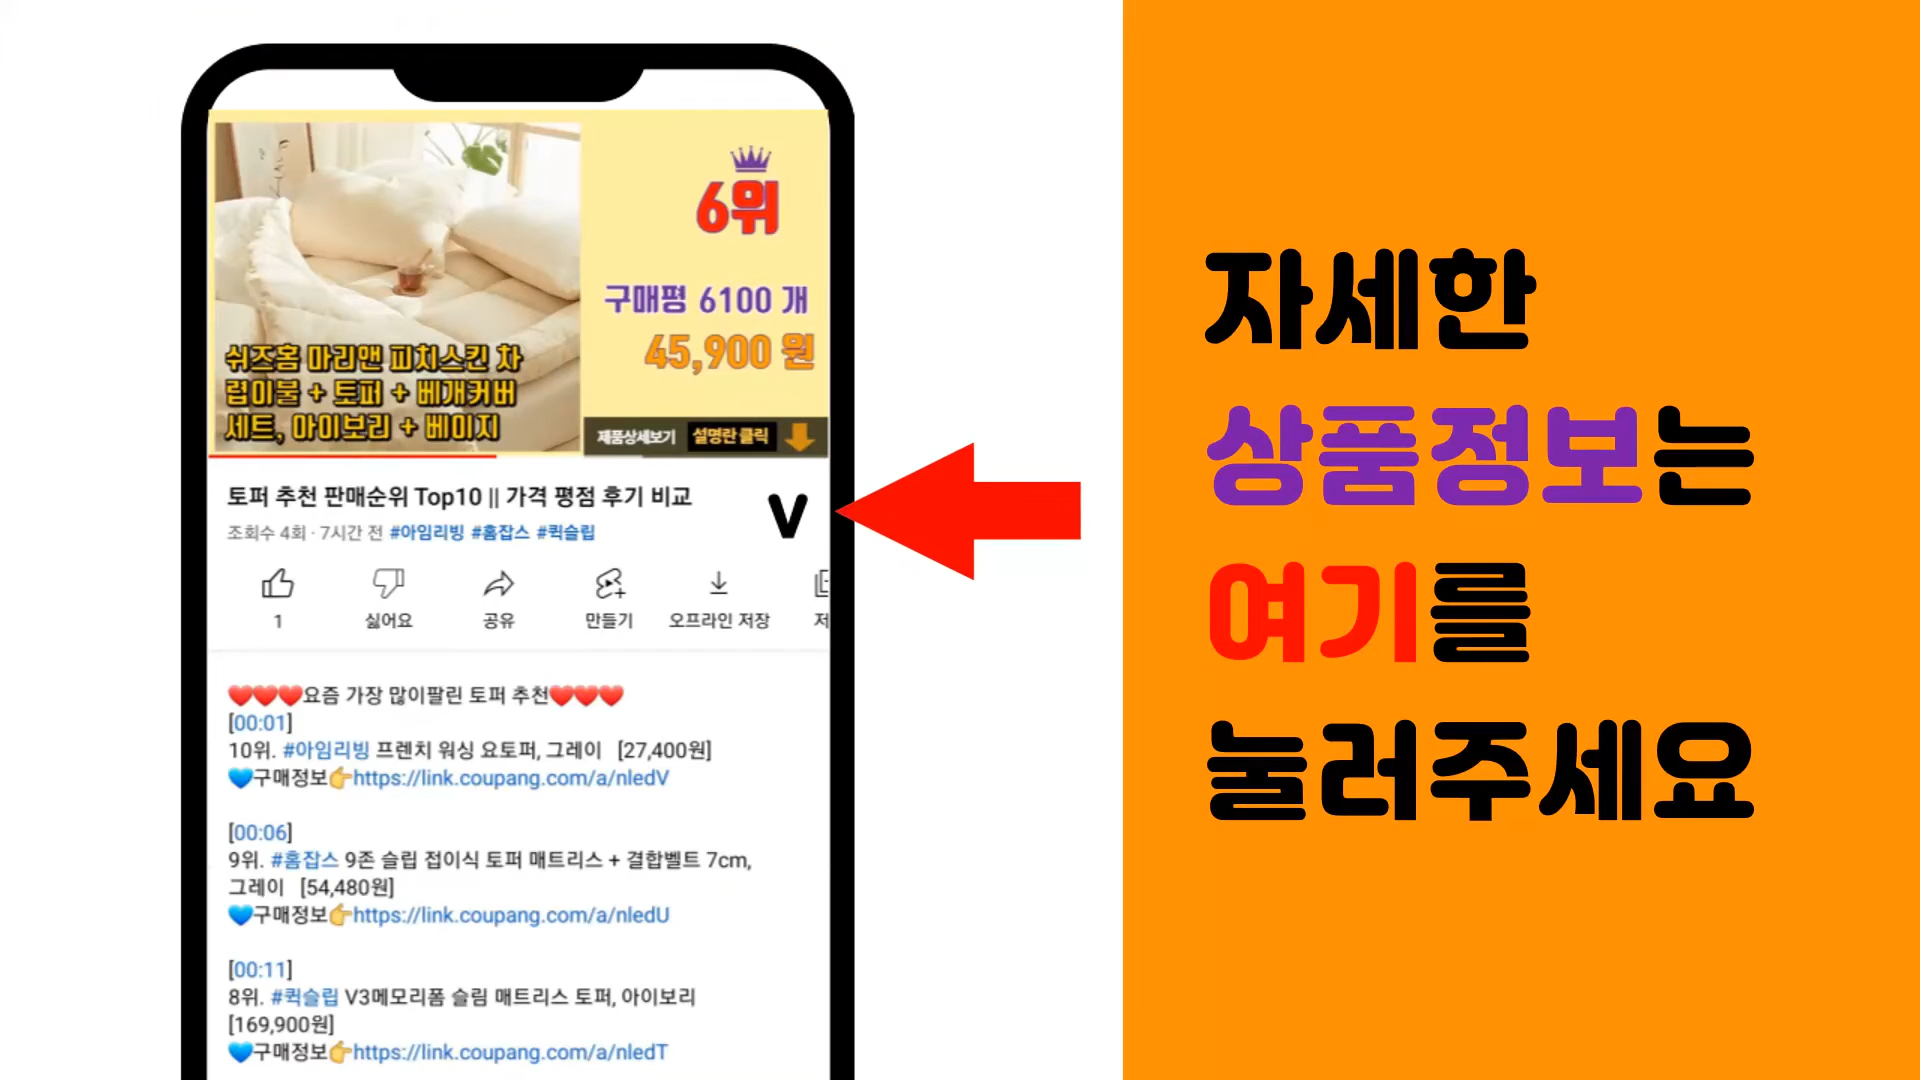 6위
구매평 6100 개
45,900 원
쉬즈홈 마리앤 피치스킨 차
렵이불 + 토퍼 + 베개커버
세트, 아이보리 + 베이지
제품상세보기 설명란 클릭
토퍼 추천 판매순위 Top10 || 가격 평점 후기 비교
V
조회수 4회 · 7시간 전 #아임리빙 #홈잡스 #퀵슬립
1 싫어요 공유 만들기 오프라인 저장 저
❤️❤️❤️요즘 가장 많이팔린 토퍼 추천❤️❤️❤️
[00:01]
10위. #아임리빙 프렌치 워싱 요토퍼, 그레이 [27,400원]
💙구매정보👉https://link.coupang.com/a/nledV
[00:06]
9위. #홈잡스 9존 슬립 접이식 토퍼 매트리스 + 결합벨트 7cm,
그레이 [54,480원]
💙구매정보👉https://link.coupang.com/a/nledU
[00:11]
8위. #퀵슬립 V3메모리폼 슬림 매트리스 토퍼, 아이보리
[169,900원]
💙구매정보👉https://link.coupang.com/a/nledT
자세한
상품정보는
여기를
눌러주세요